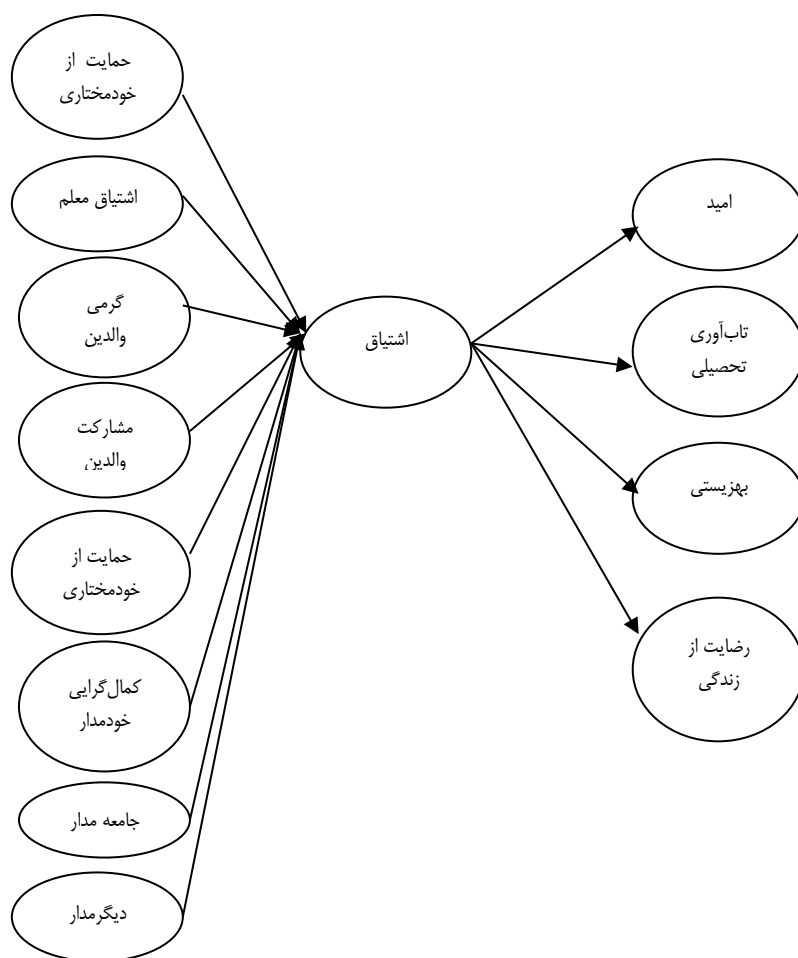 حمایت از
خودمختاری
اشتیاق معلم
گرمی
والدین
مشارکت
والدین
حمایت از
خودمختاری
کمال‌گرایی
خودمدار
جامعه مدار
دیگرمدار
اشتیاق
امید
تاب‌آوری
تحصیلی
بهزیستی
رضایت از
زندگی